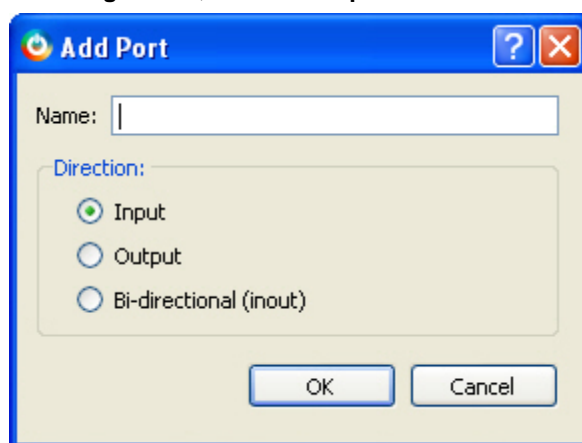 Add Port
?
Name:
Direction:
Input
Output
Bi-directional (inout)
OK
Cancel